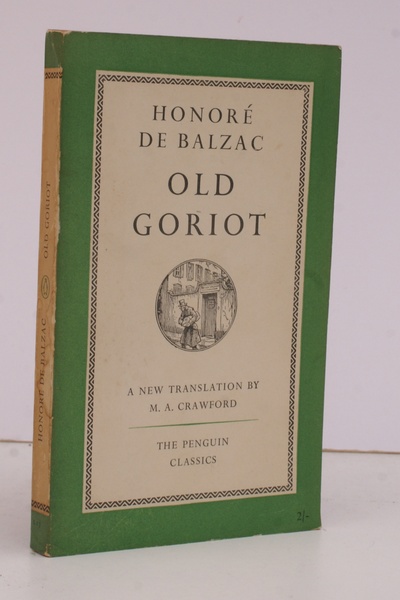 HONORÉ
DE BALZAC
OLD
GORIOT
A NEW TRANSLATION BY
M. A. CRAWFORD
THE PENGUIN
CLASSICS
2/-
HONORÉ DE BALZAC OLD GORIOT